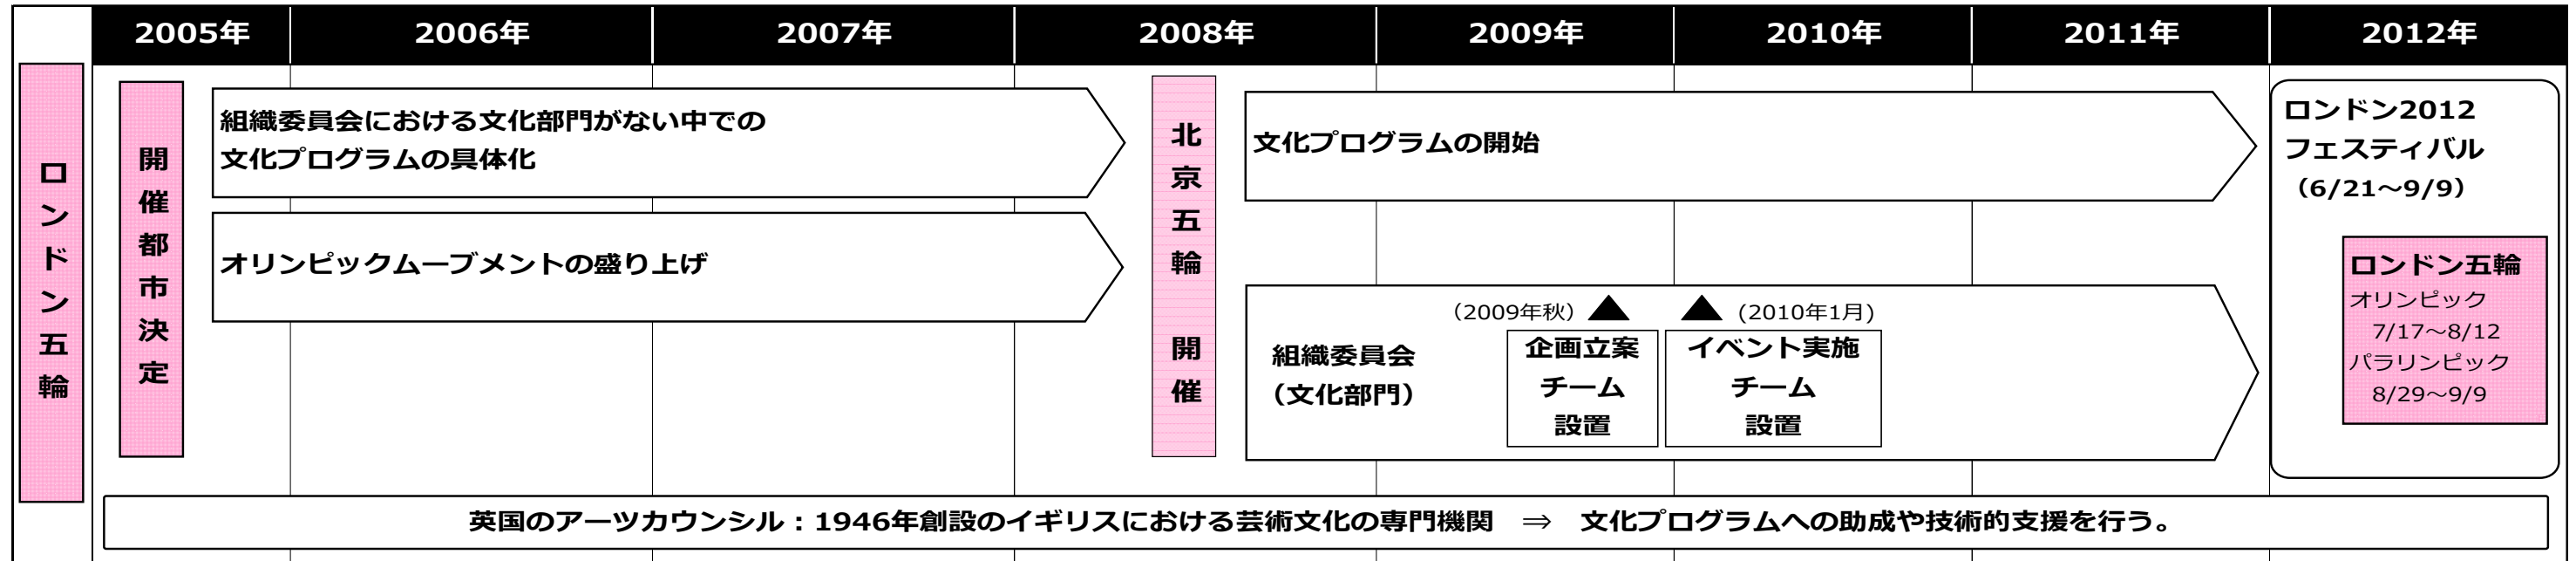 2005年 2006年 2007年 2008年 2009年 2010年 2011年 2012年
ロンドン五輪
開催都市決定
組織委員会における文化部門がない中での
文化プログラムの具体化
オリンピックムーブメントの盛り上げ
北京五輪 開催
文化プログラムの開始
組織委員会
（文化部門）
（2009年秋）
企画立案
チーム
設置
(2010年1月)
イベント実施
チーム
設置
ロンドン2012
フェスティバル
（6/21～9/9）
ロンドン五輪
オリンピック
7/17～8/12
パラリンピック
8/29～9/9
英国のアーツカウンシル：1946年創設のイギリスにおける芸術文化の専門機関 ⇒ 文化プログラムへの助成や技術的支援を行う。